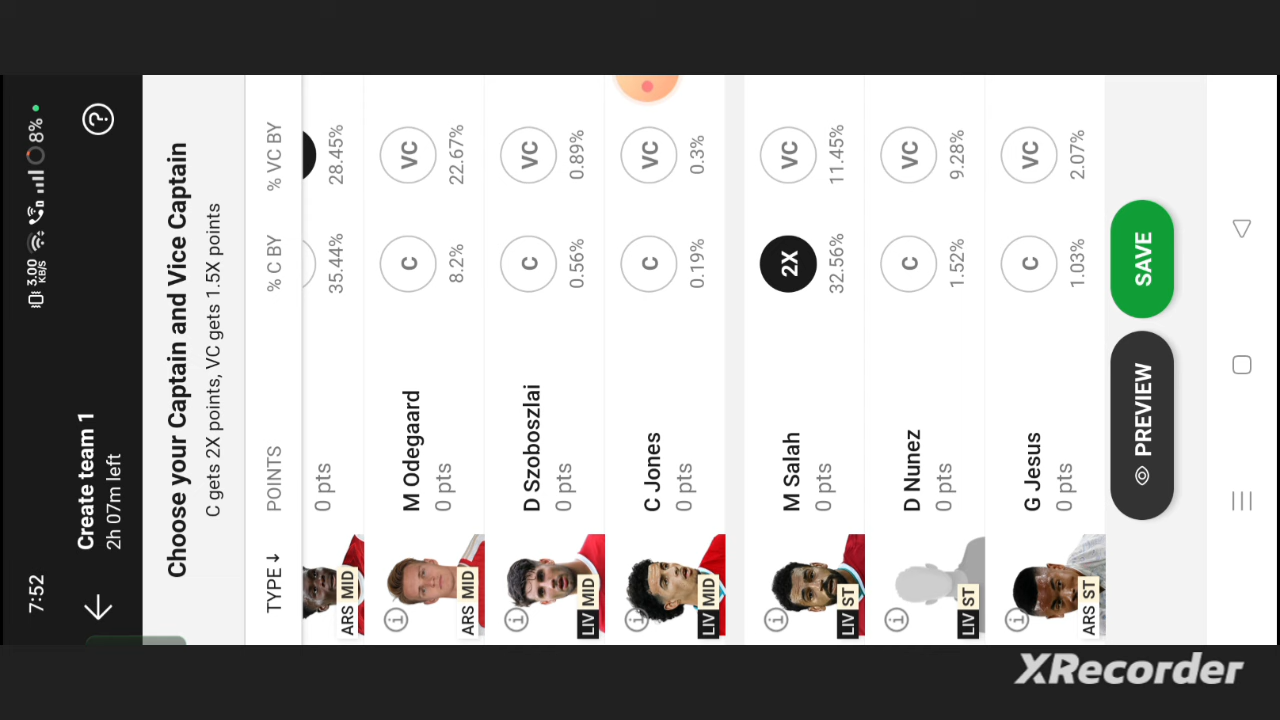 7:52
3.00 KB/S
8%
Create team 1
2h 07m left
Choose your Captain and Vice Captain
C gets 2X points, VC gets 1.5X points
TYPE ↓ POINTS % C BY % VC BY
ARS MID 0 pts 35.44% 28.45%
M Odegaard C VC
ARS MID 0 pts 8.2% 22.67%
D Szoboszlai C VC
LIV MID 0 pts 0.56% 0.89%
C Jones C VC
LIV MID 0 pts 0.19% 0.3%
M Salah 2X VC
LIV ST 0 pts 32.56% 11.45%
D Nunez C VC
LIV ST 0 pts 1.52% 9.28%
G Jesus C VC
ARS ST 0 pts 1.03% 2.07%
PREVIEW SAVE
XRecorder